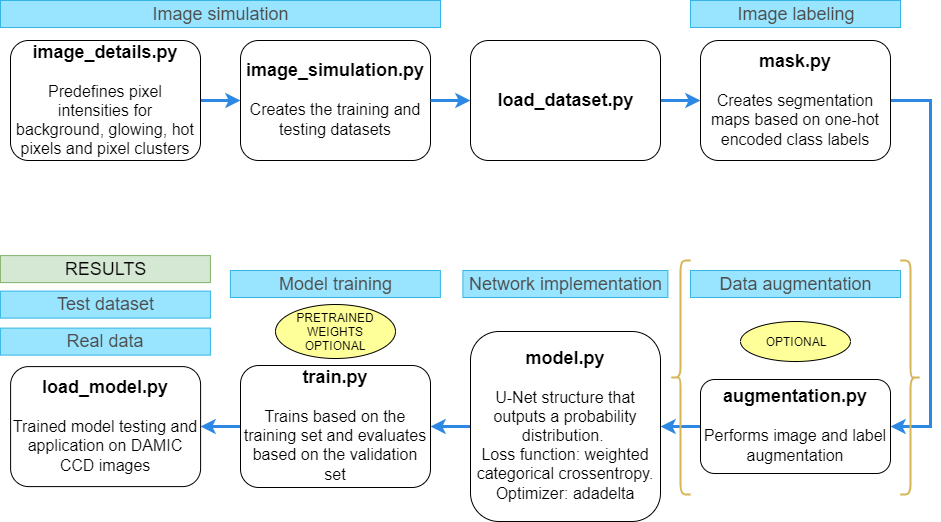 Image simulation
Image labeling
image_details.py
Predefines pixel
intensities for
background, glowing, hot
pixels and pixel clusters
image_simulation.py
Creates the training and
testing datasets
load_dataset.py
mask.py
Creates segmentation
maps based on one-hot
encoded class labels
Data augmentation
OPTIONAL
augmentation.py
Performs image and label
augmentation
Network implementation
model.py
U-Net structure that
outputs a probability
distribution.
Loss function: weighted
categorical crossentropy.
Optimizer: adadelta
Model training
PRETRAINED
WEIGHTS
OPTIONAL
train.py
Trains based on the
training set and evaluates
based on the validation
set
RESULTS
Test dataset
Real data
load_model.py
Trained model testing and
application on DAMIC
CCD images